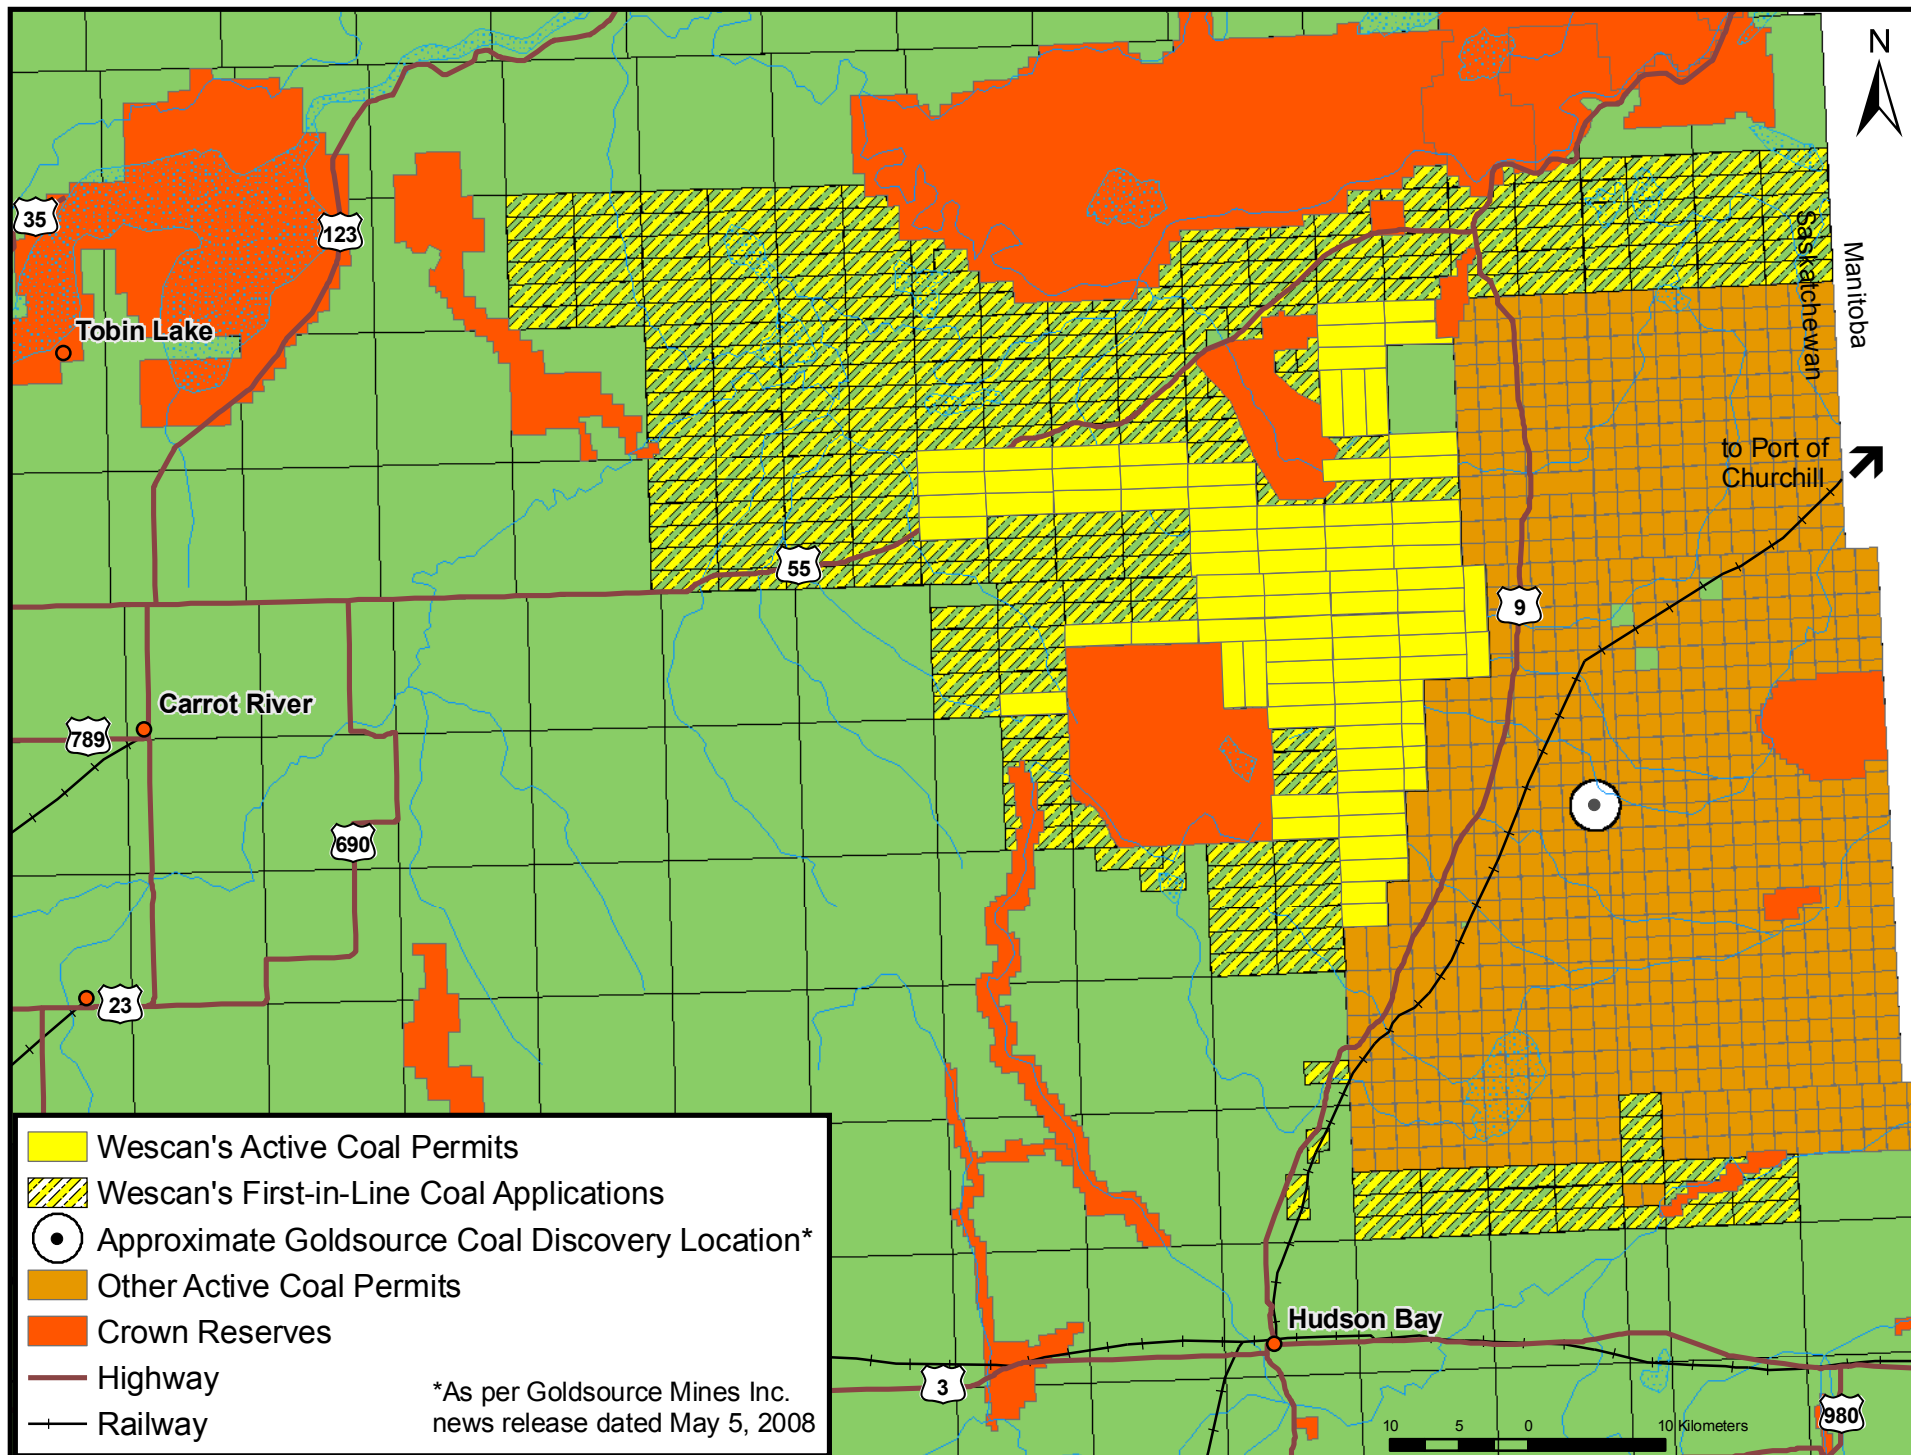 N
35
123
Saskatchewan
Manitoba
Tobin Lake
to Port of
Churchill
55
9
Carrot River
789
690
23
Wescan's Active Coal Permits
Wescan's First-in-Line Coal Applications
Approximate Goldsource Coal Discovery Location*
Other Active Coal Permits
Crown Reserves
Highway
Railway
*As per Goldsource Mines Inc.
news release dated May 5, 2008
Hudson Bay
3
980
10 5 0 10 Kilometers